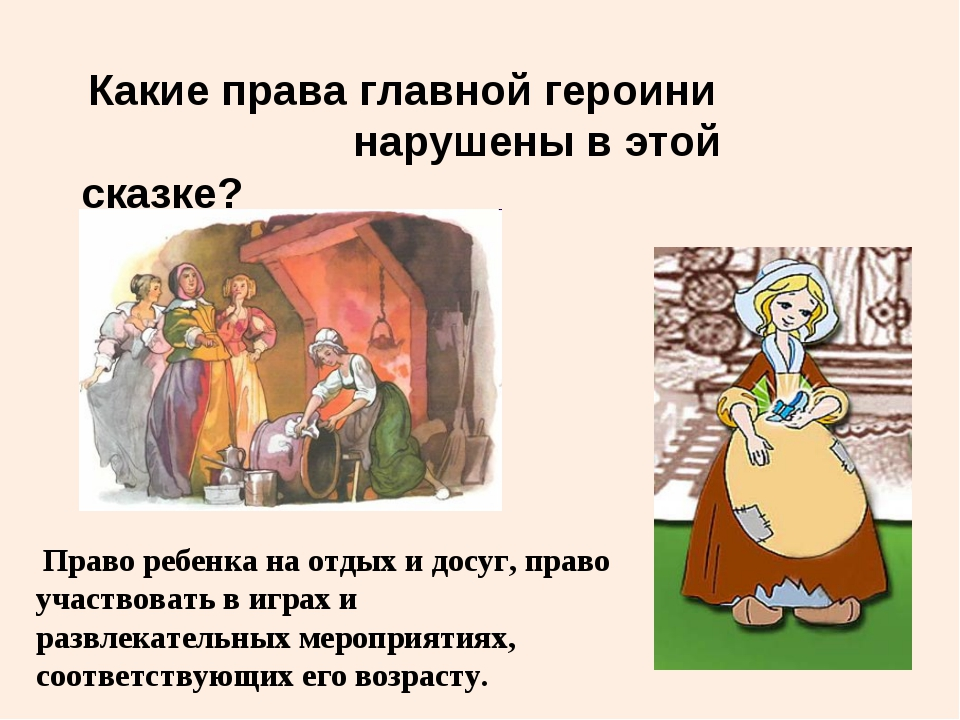 Какие права главной героини
нарушены в этой
сказке?
Право ребенка на отдых и досуг, право
участвовать в играх и
развлекательных мероприятиях,
соответствующих его возрасту.